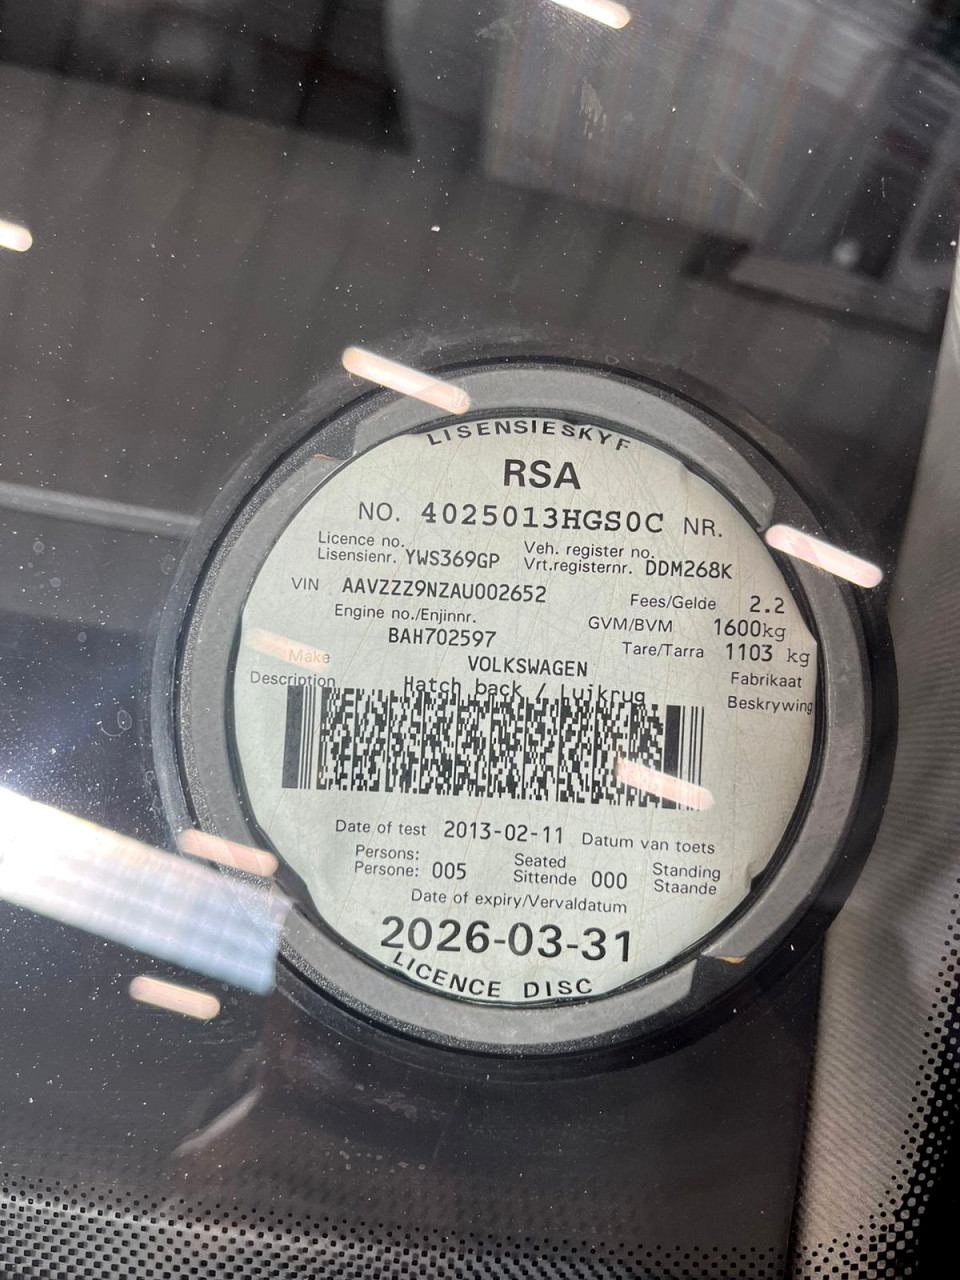 LISENSIESKYF
RSA
NO. 4025013HGS0C NR.
Licence no. Veh. register no.
Lisensienr. YWS369GP Vrt.registernr. DDM268K
VIN AAVZZZ9NZAU002652 Fees/Gelde 2.2
Engine no./Enjinnr. GVM/BVM 1600kg
BAH702597 Tare/Tarra 1103 kg
Make VOLKSWAGEN Fabrikaat
Description Hatch back / Luikrug Beskrywing
Date of test 2013-02-11 Datum van toets
Persons: Seated Standing
Persone: 005 Sittende 000 Staande
Date of expiry/Vervaldatum
2026-03-31
LICENCE DISC